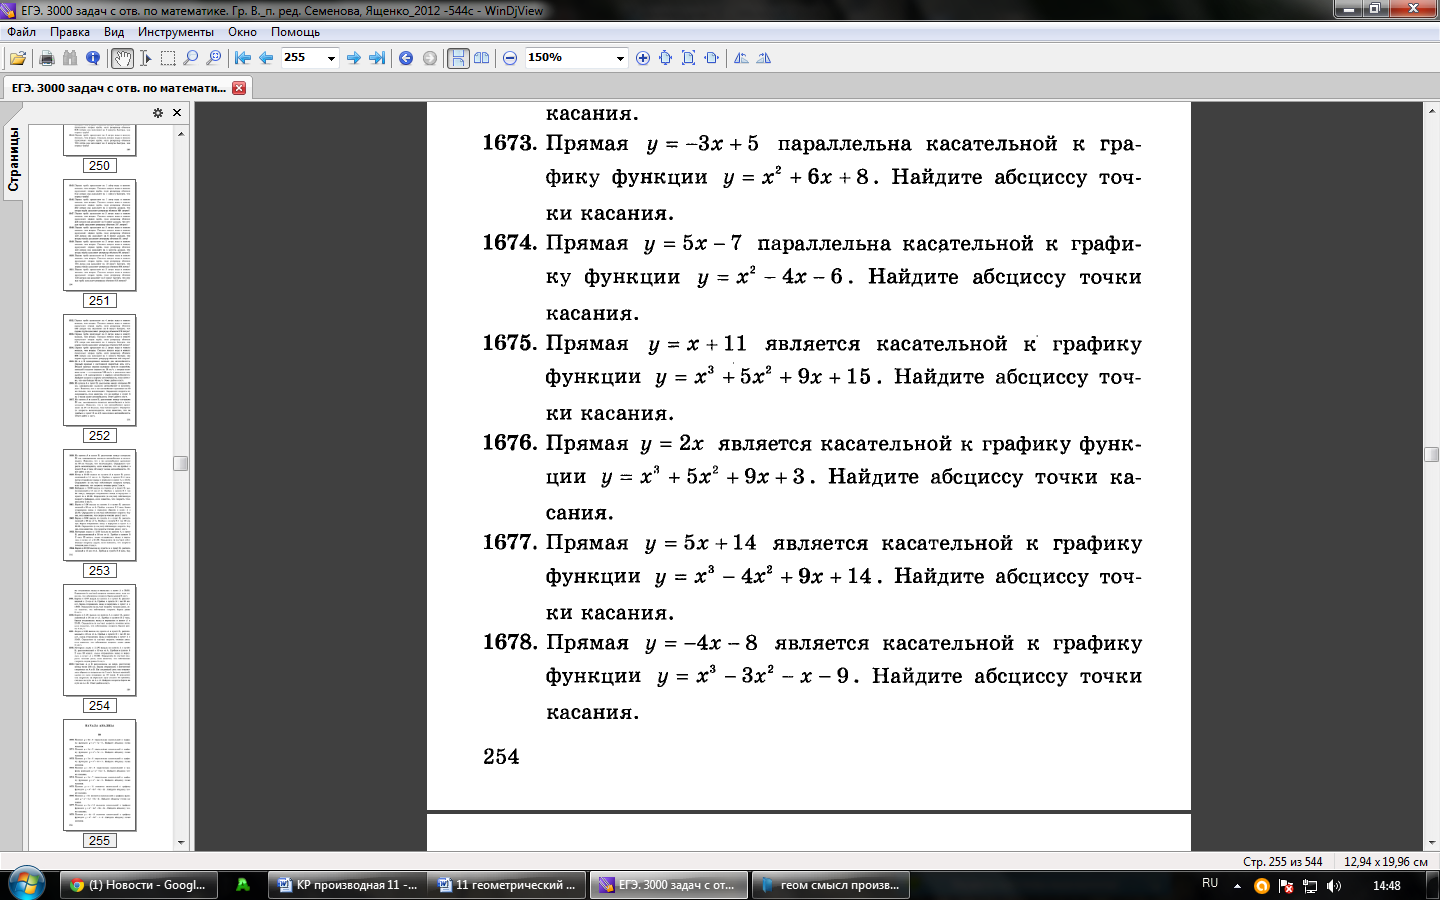 ЕГЭ. 3000 задач с отв. по математике. Гр. В._п. ред. Семенова, Ященко_2012 -544с - WinDjView
Файл Правка Вид Инструменты Окно Помощь
255 150%
ЕГЭ. 3000 задач с отв. по математи...
Страницы
250
251
252
253
254
255
касания.
1673. Прямая y = −3x + 5 параллельна касательной к гра-
фику функции y = x² + 6x + 8. Найдите абсциссу точ-
ки касания.
1674. Прямая y = 5x − 7 параллельна касательной к графи-
ку функции y = x² − 4x − 6. Найдите абсциссу точки
касания.
1675. Прямая y = x + 11 является касательной к графику
функции y = x³ + 5x² + 9x + 15. Найдите абсциссу точ-
ки касания.
1676. Прямая y = 2x является касательной к графику функ-
ции y = x³ + 5x² + 9x + 3. Найдите абсциссу точки ка-
сания.
1677. Прямая y = 5x + 14 является касательной к графику
функции y = x³ − 4x² + 9x + 14. Найдите абсциссу точ-
ки касания.
1678. Прямая y = −4x − 8 является касательной к графику
функции y = x³ − 3x² − x − 9. Найдите абсциссу точки
касания.
254
Стр. 255 из 544 12,94 x 19,96 см
(1) Новости - Googl... КР производная 11 -... 11 геометрический ... ЕГЭ. 3000 задач с от... геом смысл произв... RU 14:48